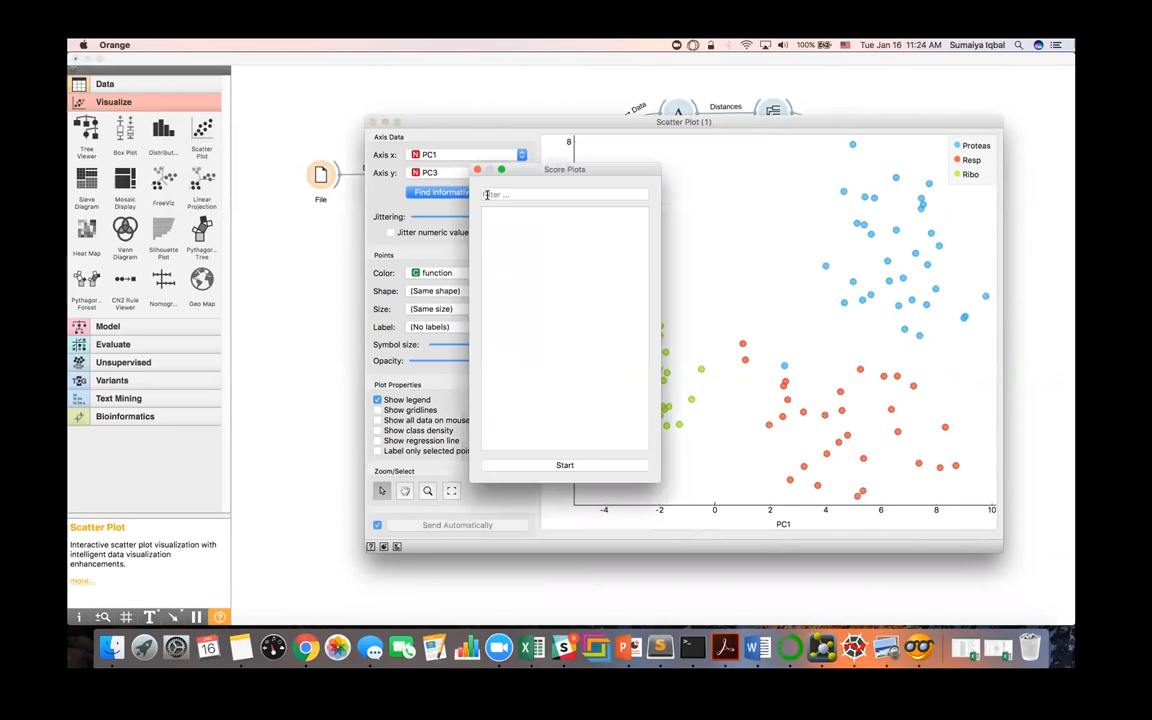 Orange
100%
Tue Jan 16 11:24 AM
Sumaiya Iqbal
Data
Visualize
Tree Viewer
Box Plot
Distribut...
Scatter Plot
Sieve Diagram
Mosaic Display
FreeViz
Linear Projection
Heat Map
Venn Diagram
Silhouette Plot
Pythagor... Tree
Pythagor... Forest
CN2 Rule Viewer
Nomogr...
Geo Map
Model
Evaluate
Unsupervised
Variants
Text Mining
Bioinformatics
Scatter Plot
Interactive scatter plot visualization with
intelligent data visualization
enhancements.
more...
File
Data
Distances
Scatter Plot (1)
Axis Data
Axis x: N PC1
Axis y: N PC3
Find Informativ
Jittering:
Jitter numeric value
Points
Color: C function
Shape: (Same shape)
Size: (Same size)
Label: (No labels)
Symbol size:
Opacity:
Plot Properties
Show legend
Show gridlines
Show all data on mouse
Show class density
Show regression line
Label only selected poi
Zoom/Select
Send Automatically
Score Plots
Start
8
Proteas
Resp
Ribo
-4 -2 0 2 4 6 8 10
PC1